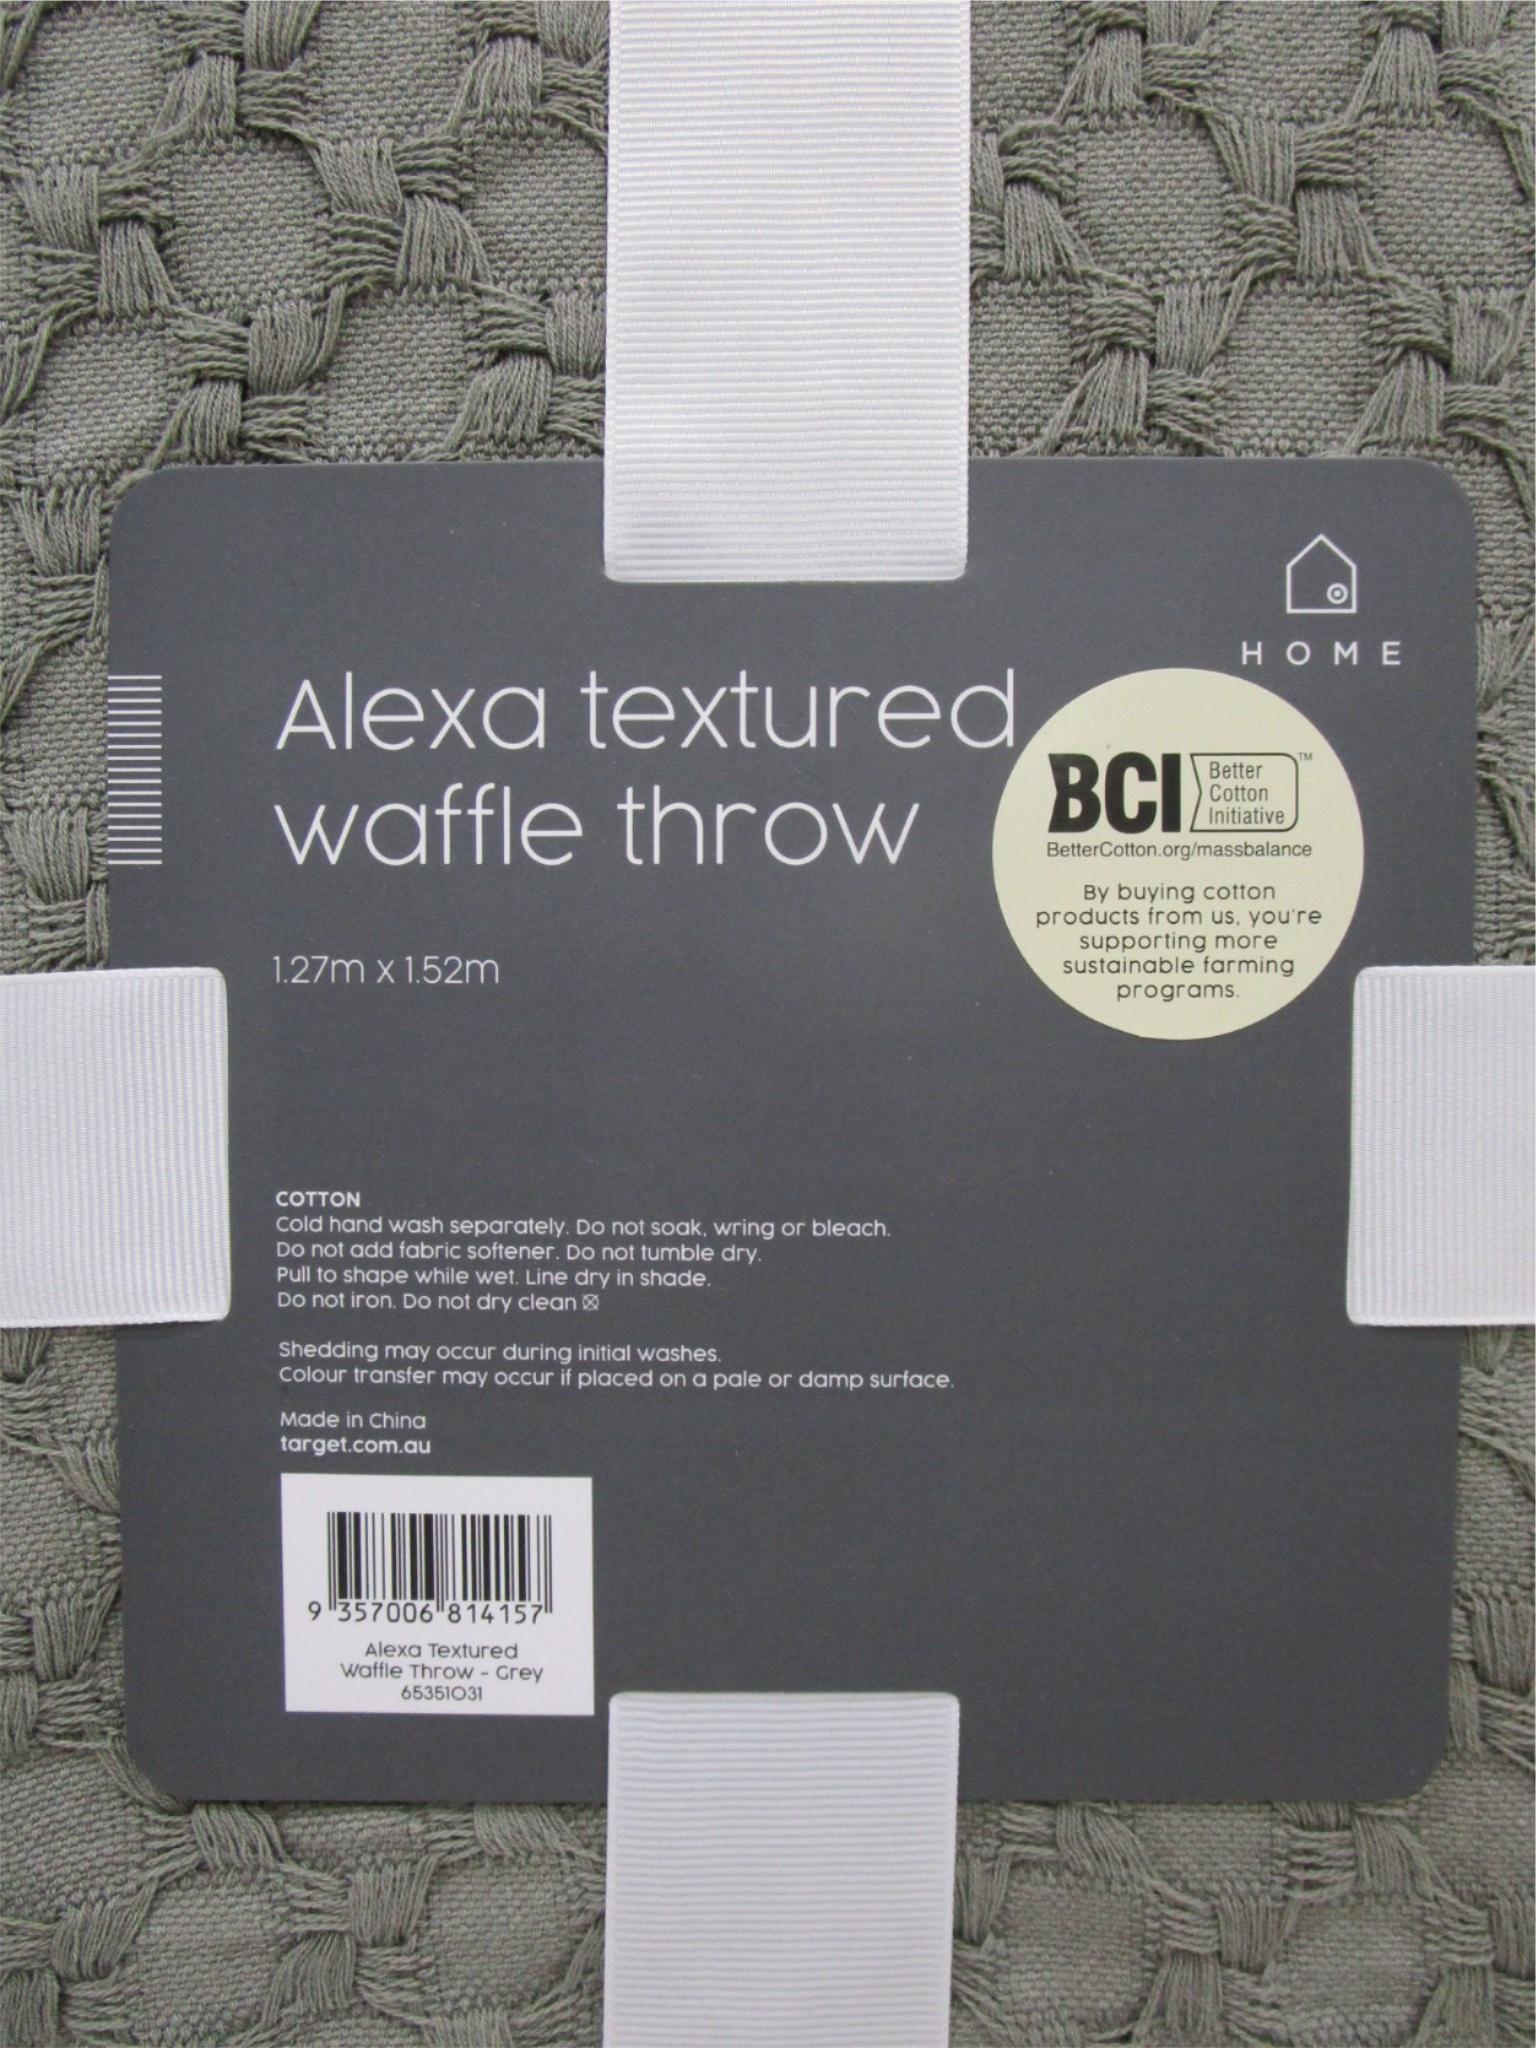 HOME
Alexa textured
waffle throw
BCI Better
Cotton
Initiative ™
BetterCotton.org/massbalance
By buying cotton
products from us, you're
supporting more
sustainable farming
programs.
1.27m x 1.52m
COTTON
Cold hand wash separately. Do not soak, wring or bleach.
Do not add fabric softener. Do not tumble dry.
Pull to shape while wet. Line dry in shade.
Do not iron. Do not dry clean
Shedding may occur during initial washes.
Colour transfer may occur if placed on a pale or damp surface.
Made in China
target.com.au
9 357006 814157
Alexa Textured
Waffle Throw - Grey
65351031